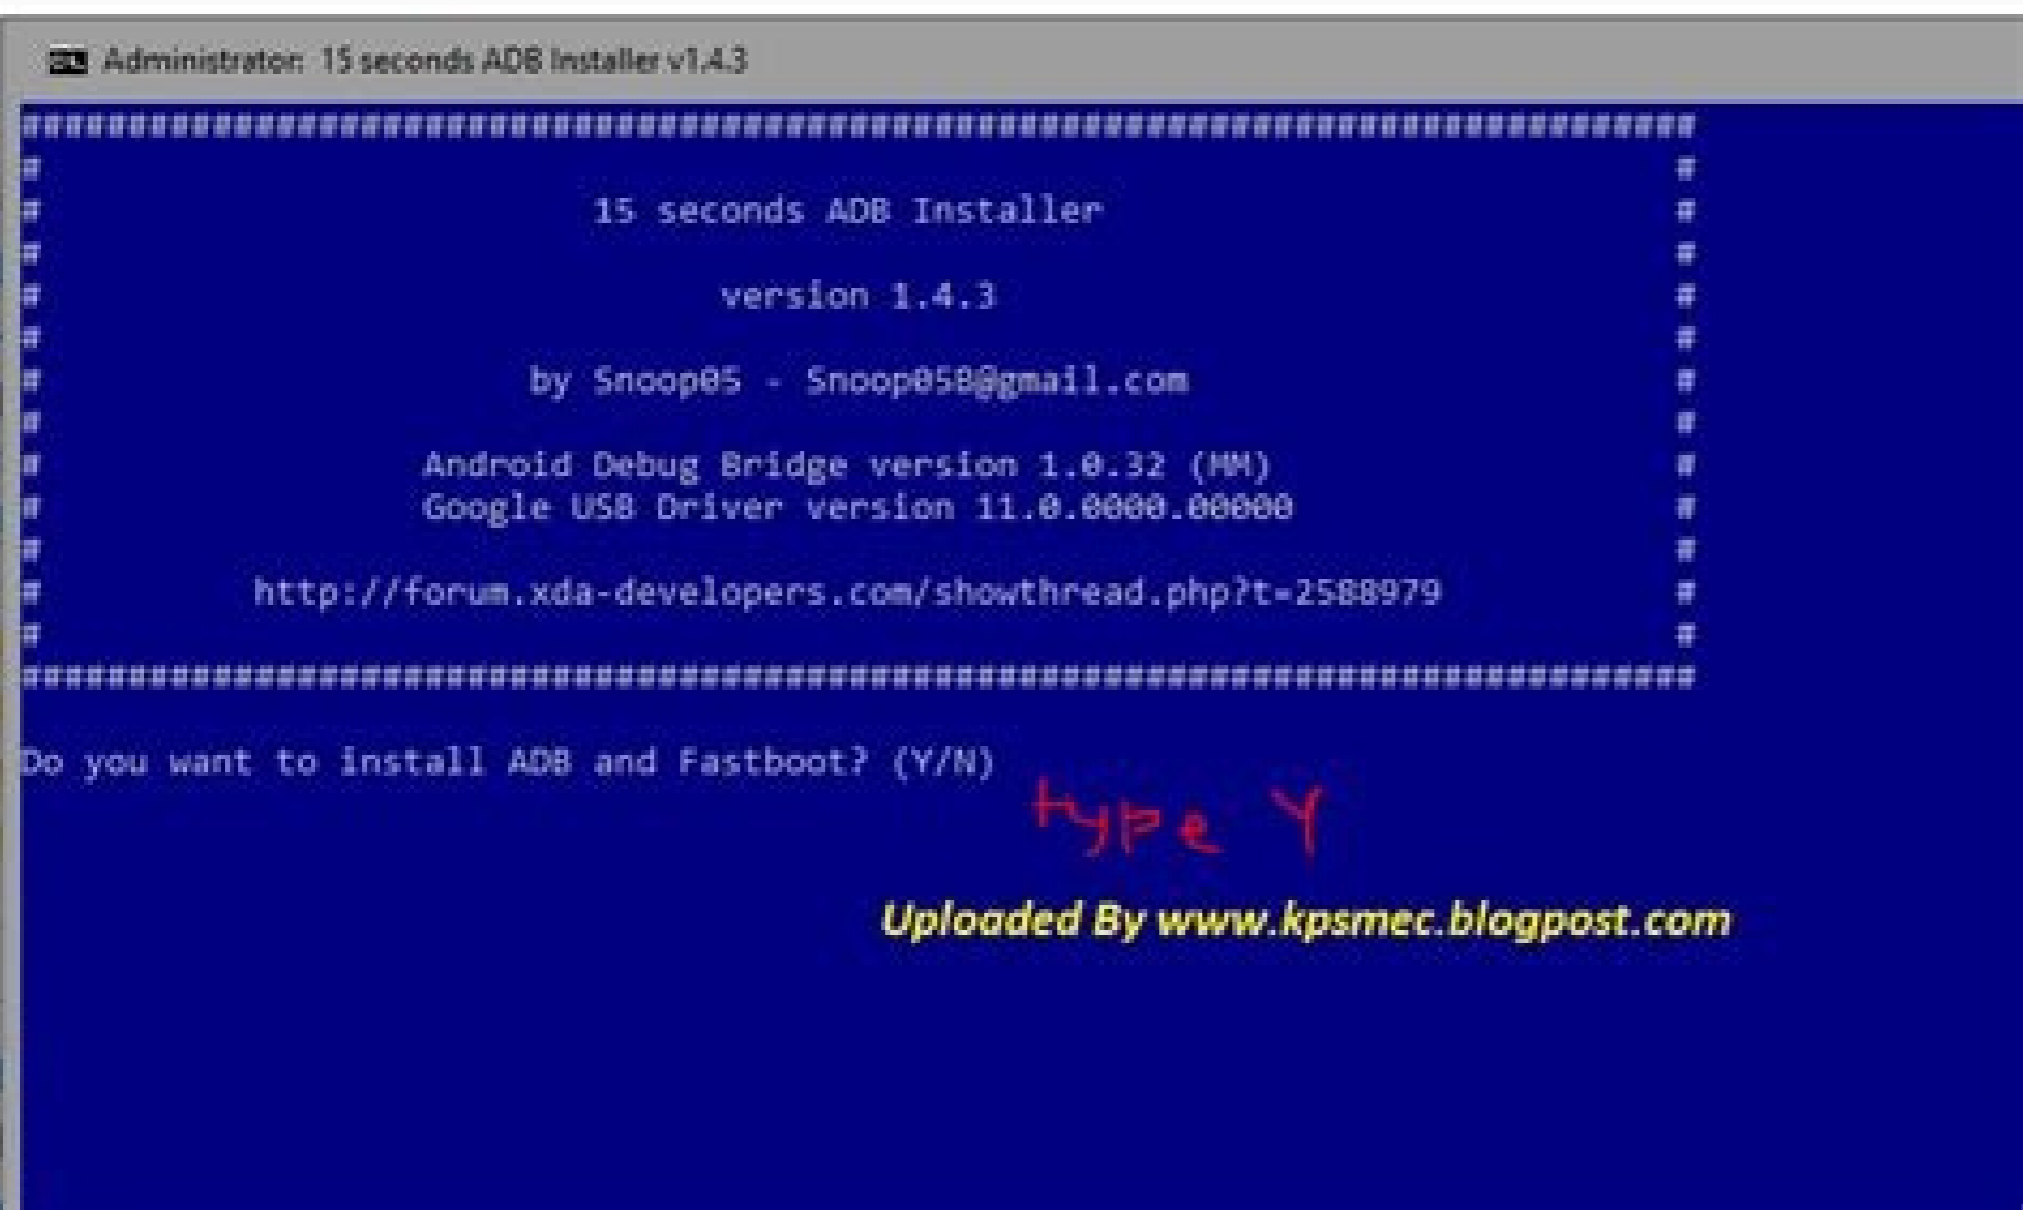 Administrator: 15 seconds ADB Installer v1.4.3
###############################################################################
# #
# 15 seconds ADB Installer #
# #
# version 1.4.3 #
# #
# by Snoop05 - Snoop05B@gmail.com #
# #
# Android Debug Bridge version 1.0.32 (MM) #
# Google USB Driver version 11.0.0000.00000 #
# #
# http://forum.xda-developers.com/showthread.php?t=2588979 #
# #
###############################################################################
Do you want to install ADB and Fastboot? (Y/N)
type Y
Uploaded By www.kpsmec.blogpost.com